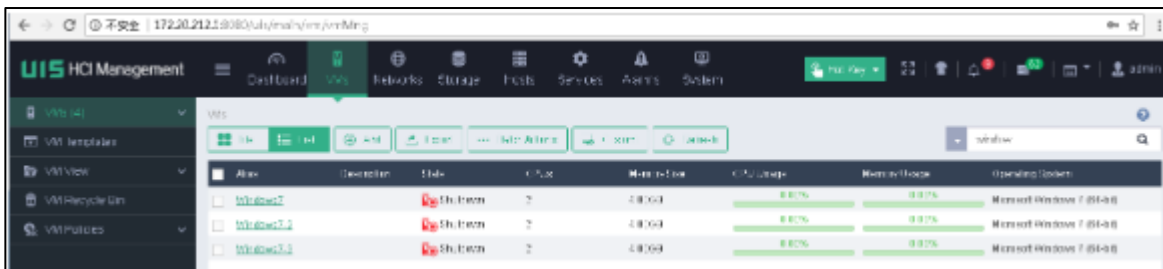 不安全 | 172.20.212.1:8080/uis/main/vm/vmMng
UIS HCI Management Dashboard VMs Networks Storage Hosts Services Alarms System Hot Key admin
VMs (4) VMs
VM Templates List Add window
VM View Alias Description State CPUs Memory Size CPU Usage Memory Usage Operating System
VM Recycle Bin Windows7 Shutdown 2 4.00GB 0.00% 0.00% Microsoft Windows 7 (64-bit)
VM Policies Windows7.2 Shutdown 2 4.00GB 0.00% 0.00% Microsoft Windows 7 (64-bit)
Windows7.3 Shutdown 2 4.00GB 0.00% 0.00% Microsoft Windows 7 (64-bit)